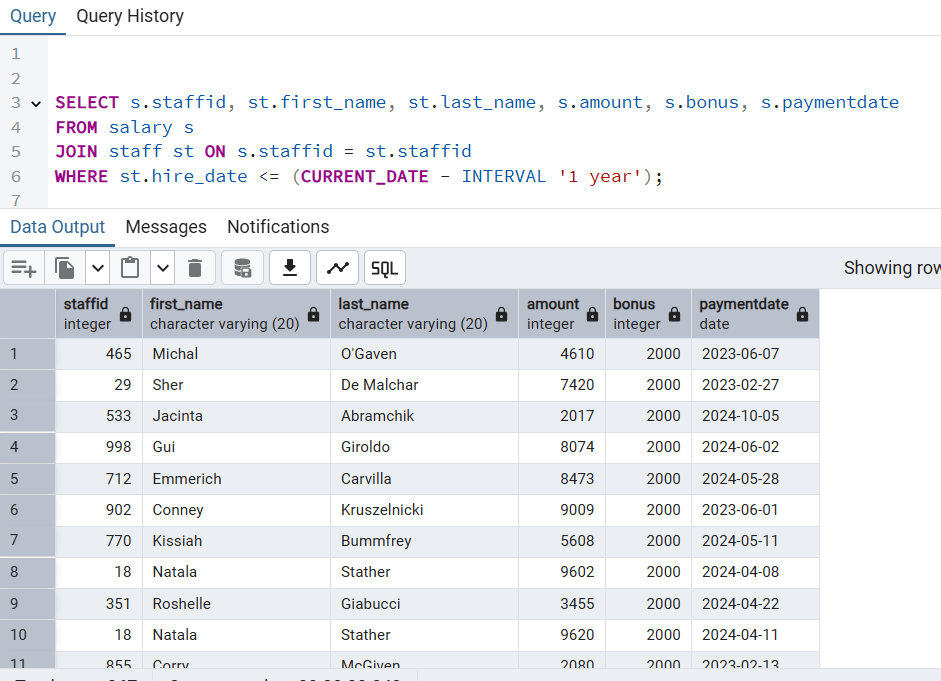 Query Query History
1
2
3 SELECT s.staffid, st.first_name, st.last_name, s.amount, s.bonus, s.paymentdate
4 FROM salary s
5 JOIN staff st ON s.staffid = st.staffid
6 WHERE st.hire_date <= (CURRENT_DATE - INTERVAL '1 year');
7
Data Output Messages Notifications
SQL Showing
staffid first_name last_name amount bonus paymentdate
integer character varying (20) character varying (20) integer integer date
1 465 Michal O'Gaven 4610 2000 2023-06-07
2 29 Sher De Malchar 7420 2000 2023-02-27
3 533 Jacinta Abramchik 2017 2000 2024-10-05
4 998 Gui Giroldo 8074 2000 2024-06-02
5 712 Emmerich Carvilla 8473 2000 2024-05-28
6 902 Conney Kruszelnicki 9009 2000 2023-06-01
7 770 Kissiah Bummfrey 5608 2000 2024-05-11
8 18 Natala Stather 9602 2000 2024-04-08
9 351 Roshelle Giabucci 3455 2000 2024-04-22
10 18 Natala Stather 9620 2000 2024-04-11
11 855 Corry McGiven 2080 2000 2023-02-13